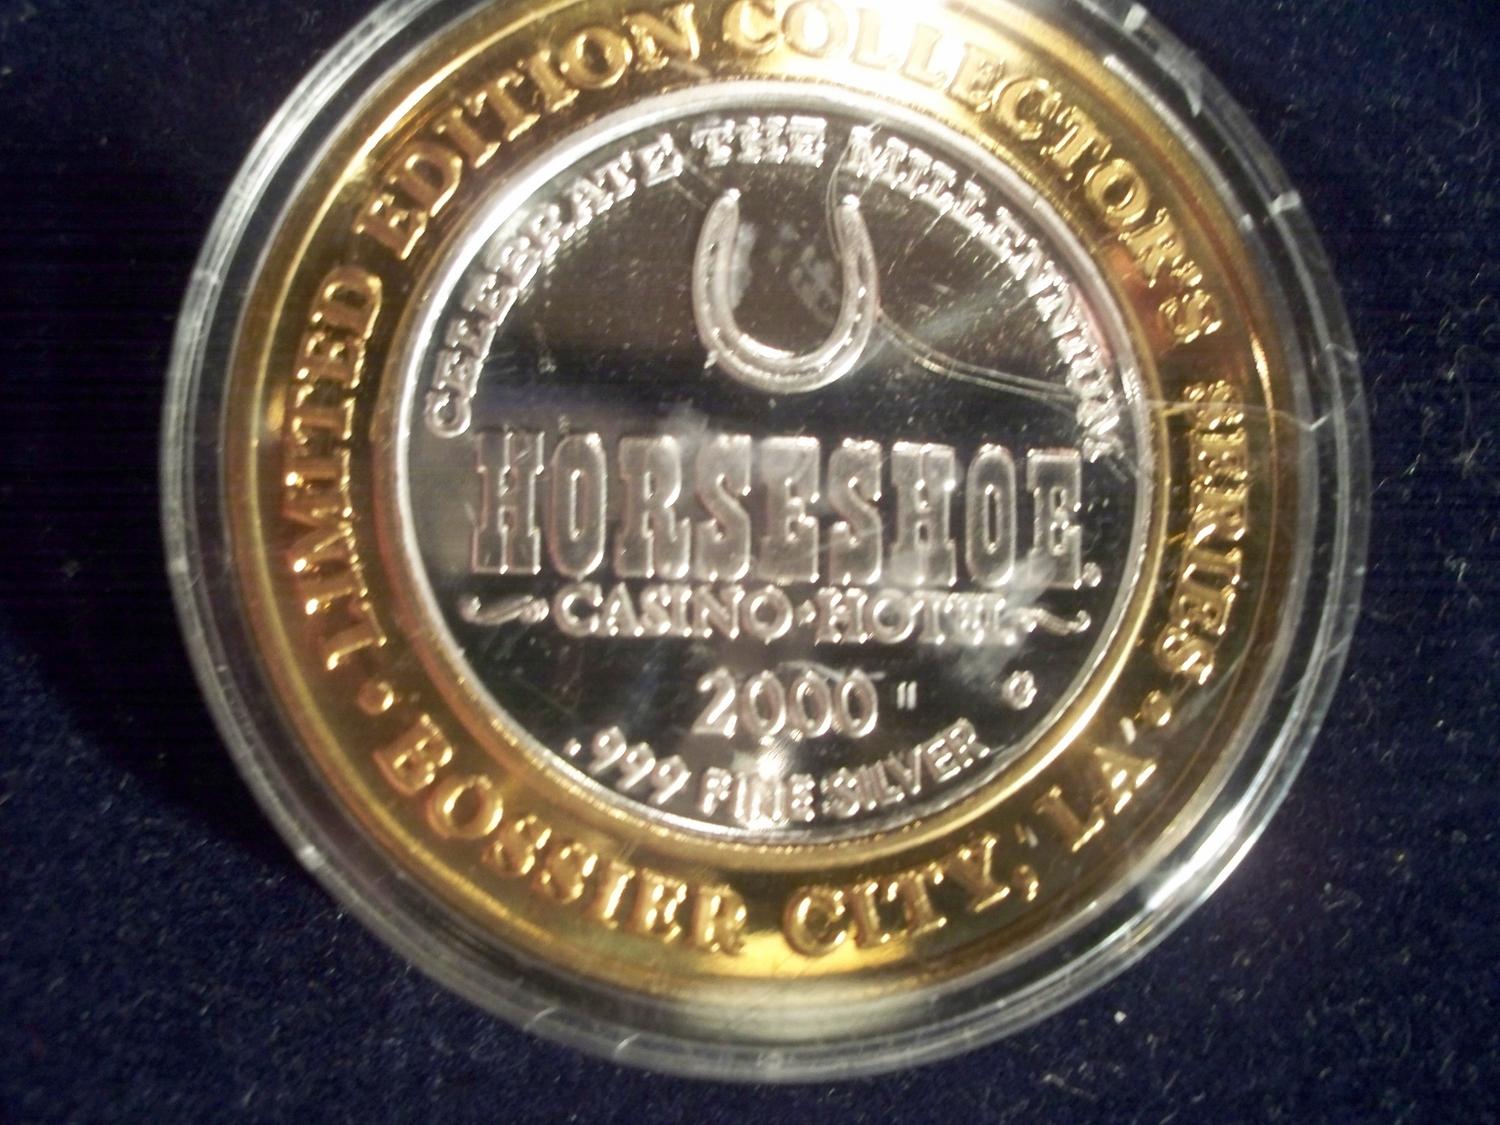 LIMITED EDITION COLLECTOR'S SERIES
CELEBRATE THE MILLENNIUM
HORSESHOE
CASINO • HOTEL
2000
G
.999 FINE SILVER
• BOSSIER CITY, LA •